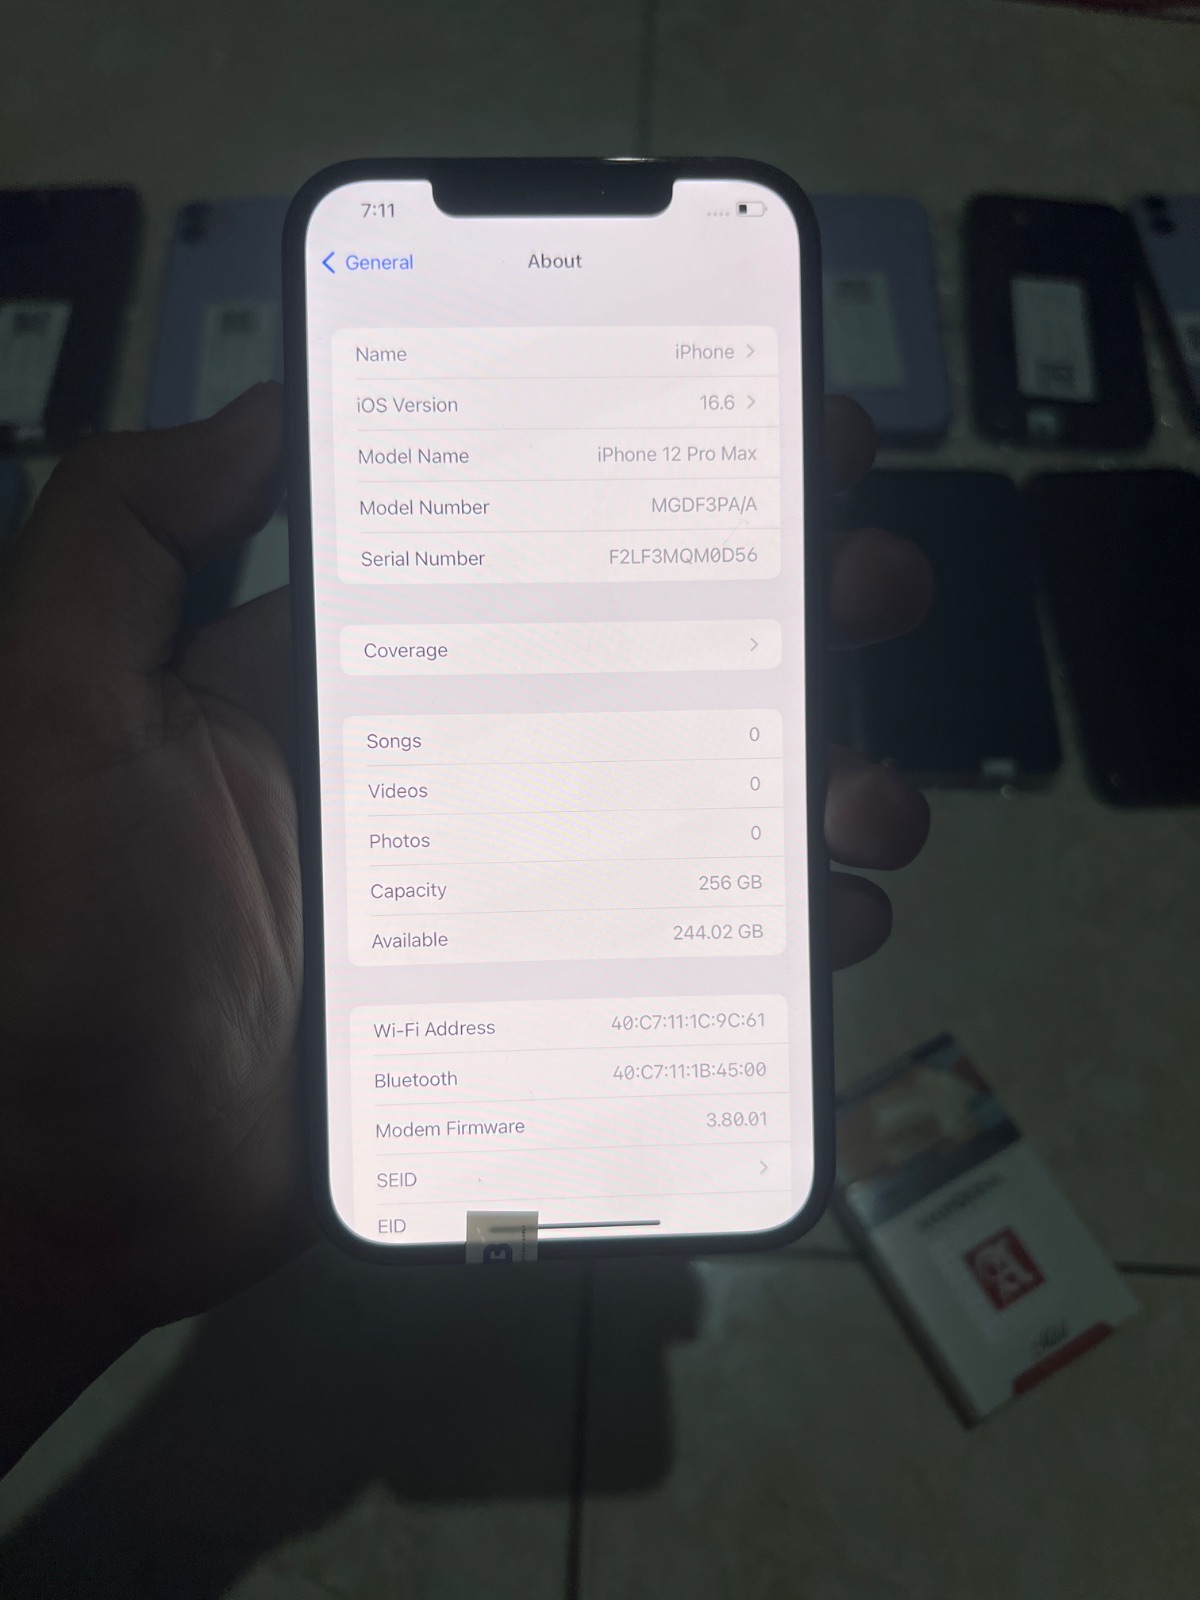 7:11
General
About
Name iPhone
iOS Version 16.6
Model Name iPhone 12 Pro Max
Model Number MGDF3PA/A
Serial Number F2LF3MQM0D56
Coverage
Songs 0
Videos 0
Photos 0
Capacity 256 GB
Available 244.02 GB
Wi-Fi Address 40:C7:11:1C:9C:61
Bluetooth 40:C7:11:1B:45:00
Modem Firmware 3.80.01
SEID
EID